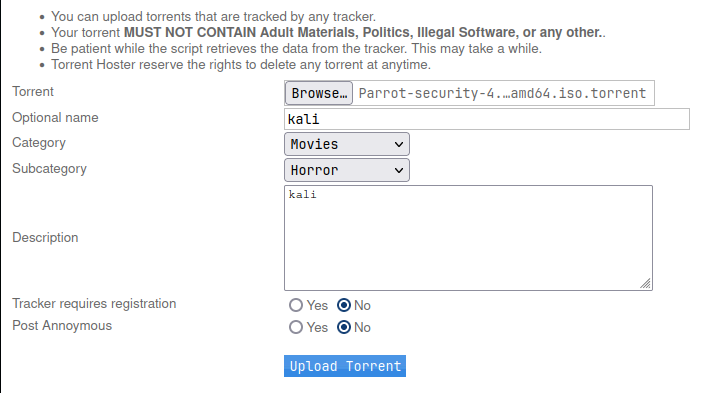 You can upload torrents that are tracked by any tracker.
Your torrent MUST NOT CONTAIN Adult Materials, Politics, Illegal Software, or any other..
Be patient while the script retrieves the data from the tracker. This may take a while.
Torrent Hoster reserve the rights to delete any torrent at anytime.
Torrent Browse… Parrot-security-4.…amd64.iso.torrent
Optional name kali
Category Movies
Subcategory Horror
kali
Description
Tracker requires registration Yes No
Post Annoymous Yes No
Upload Torrent